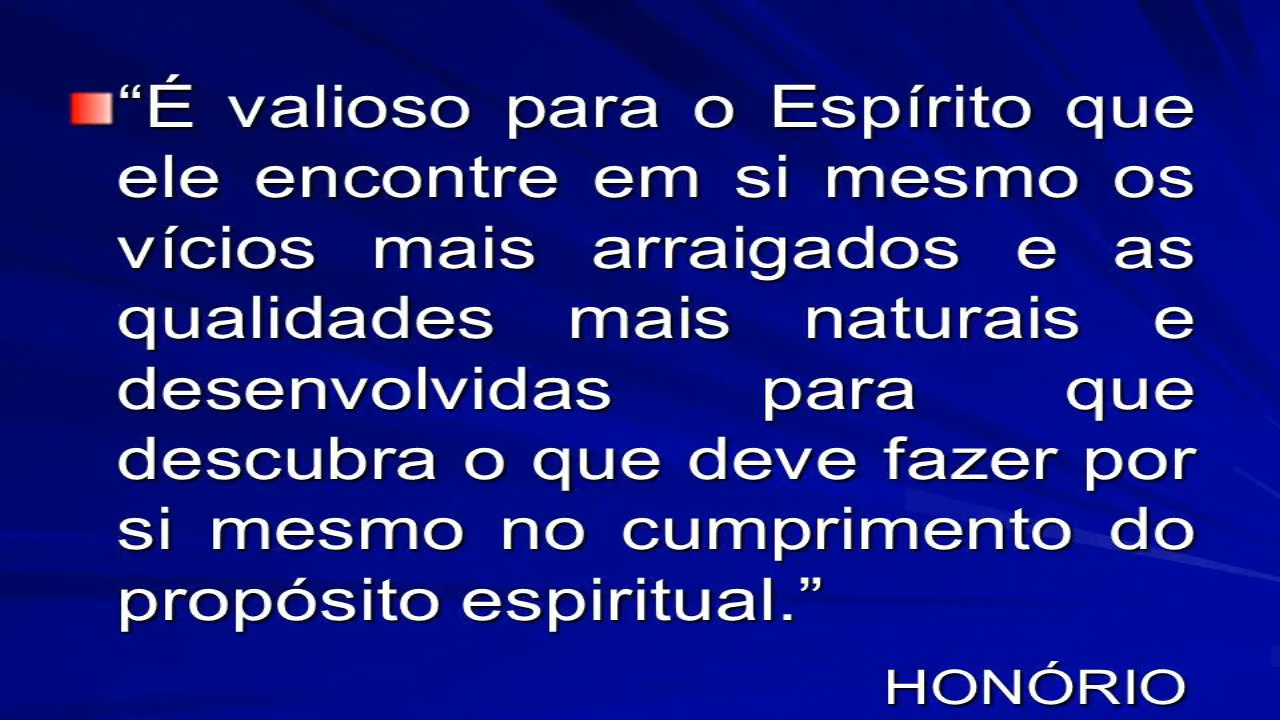 “É valioso para o Espírito que
ele encontre em si mesmo os
vícios mais arraigados e as
qualidades mais naturais e
desenvolvidas para que
descubra o que deve fazer por
si mesmo no cumprimento do
propósito espiritual.”
HONÓRIO